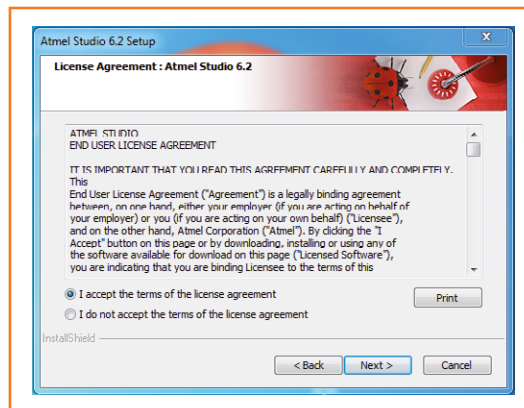 Atmel Studio 6.2 Setup
License Agreement : Atmel Studio 6.2
ATMEL STUDIO
END USER LICENSE AGREEMENT
IT IS IMPORTANT THAT YOU READ THIS AGREEMENT CAREFULLY AND COMPLETELY.
This
End User License Agreement ("Agreement") is a legally binding agreement
between, on one hand, either your employer (if you are acting on behalf of
your employer) or you (if you are acting on your own behalf) ("Licensee"),
and on the other hand, Atmel Corporation ("Atmel"). By clicking the "I
Accept" button on this page or by downloading, installing or using any of
the software available for download on this page ("Licensed Software"),
you are indicating that you are binding Licensee to the terms of this
I accept the terms of the license agreement
Print
I do not accept the terms of the license agreement
InstallShield
< Back Next > Cancel